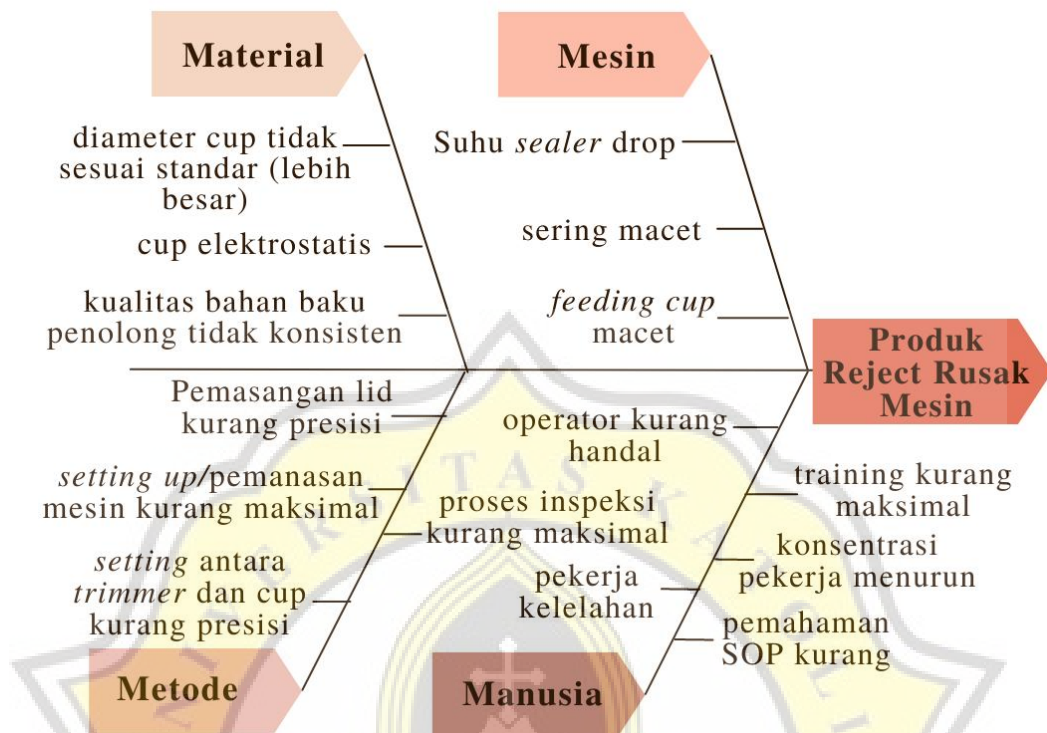 Material
Mesin
diameter cup tidak
sesuai standar (lebih
besar)
cup elektrostatis
kualitas bahan baku
penolong tidak konsisten
Suhu sealer drop
sering macet
feeding cup
macet
Produk
Reject Rusak
Mesin
Pemasangan lid
kurang presisi
setting up/pemanasan
mesin kurang maksimal
setting antara
trimmer dan cup
kurang presisi
proses inspeksi
kurang maksimal
operator kurang
handal
training kurang
maksimal
konsentrasi
pekerja menurun
pekerja
kelelahan
pemahaman
SOP kurang
Metode
Manusia